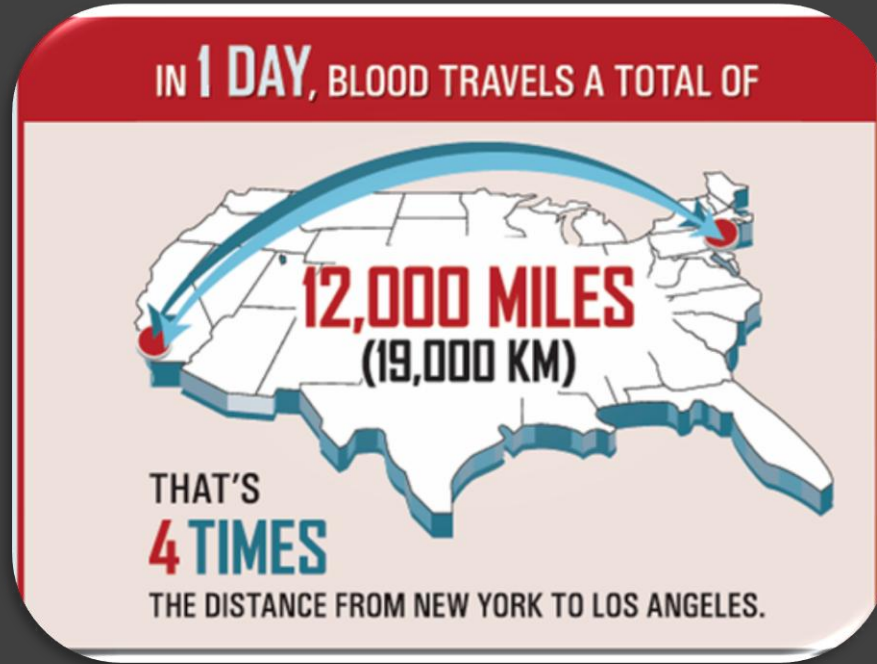 IN 1 DAY, BLOOD TRAVELS A TOTAL OF
12,000 MILES
(19,000 KM)
THAT'S
4 TIMES
THE DISTANCE FROM NEW YORK TO LOS ANGELES.